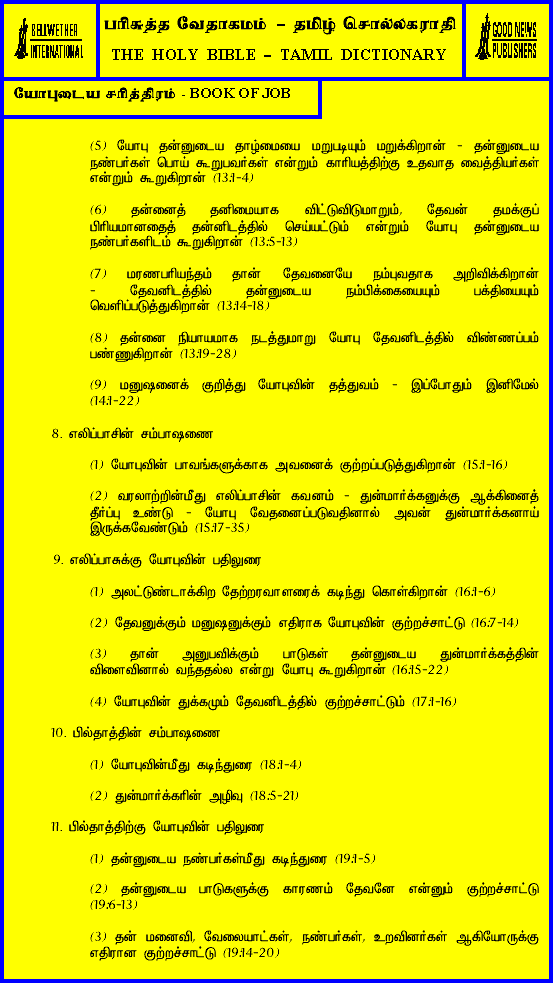 BELLWETHER
INTERNATIONAL
பரிசுத்த வேதாகமம் – தமிழ் சொல்லகராதி
THE HOLY BIBLE – TAMIL DICTIONARY
GOOD NEWS
PUBLISHERS
யோபுடைய சரித்திரம் - BOOK OF JOB
(5) யோபு தன்னுடைய தாழ்மையை மறுபடியும் மறுக்கிறான் - தன்னுடைய
நண்பர்கள் பொய் கூறுபவர்கள் என்றும் காரியத்திற்கு உதவாத வைத்தியர்கள்
என்றும் கூறுகிறான் (13:1-4)
(6) தன்னைத் தனிமையாக விட்டுவிடுமாறும், தேவன் தமக்குப்
பிரியமானதைத் தன்னிடத்தில் செய்யட்டும் என்றும் யோபு தன்னுடைய
நண்பர்களிடம் கூறுகிறான் (13:5-13)
(7) மரணபரியந்தம் தான் தேவனையே நம்புவதாக அறிவிக்கிறான்
- தேவனிடத்தில் தன்னுடைய நம்பிக்கையையும் பக்தியையும்
வெளிப்படுத்துகிறான் (13:14-18)
(8) தன்னை நியாயமாக நடத்துமாறு யோபு தேவனிடத்தில் விண்ணப்பம்
பண்ணுகிறான் (13:19-28)
(9) மனுஷனைக் குறித்து யோபுவின் தத்துவம் - இப்போதும் இனிமேல்
(14:1-22)
8. எலிப்பாசின் சம்பாஷணை
(1) யோபுவின் பாவங்களுக்காக அவனைக் குற்றப்படுத்துகிறான் (15:1-16)
(2) வரலாற்றின்மீது எலிப்பாசின் கவனம் - துன்மார்க்கனுக்கு ஆக்கினைத்
தீர்ப்பு உண்டு - யோபு வேதனைப்படுவதினால் அவன் துன்மார்க்கனாய்
இருக்கவேண்டும் (15:17-35)
9. எலிப்பாசுக்கு யோபுவின் பதிலுரை
(1) அலட்டுண்டாக்கிற தேற்றரவாளரைக் கடிந்து கொள்கிறான் (16:1-6)
(2) தேவனுக்கும் மனுஷனுக்கும் எதிராக யோபுவின் குற்றச்சாட்டு (16:7-14)
(3) தான் அனுபவிக்கும் பாடுகள் தன்னுடைய துன்மார்க்கத்தின்
விளைவினால் வந்ததல்ல என்று யோபு கூறுகிறான் (16:15-22)
(4) யோபுவின் துக்கமும் தேவனிடத்தில் குற்றச்சாட்டும் (17:1-16)
10. பில்தாத்தின் சம்பாஷணை
(1) யோபுவின்மீது கடிந்துரை (18:1-4)
(2) துன்மார்க்கரின் அழிவு (18:5-21)
11. பில்தாத்திற்கு யோபுவின் பதிலுரை
(1) தன்னுடைய நண்பர்கள்மீது கடிந்துரை (19:1-5)
(2) தன்னுடைய பாடுகளுக்கு காரணம் தேவனே என்னும் குற்றச்சாட்டு
(19:6-13)
(3) தன் மனைவி, வேலையாட்கள், நண்பர்கள், உறவினர்கள் ஆகியோருக்கு
எதிரான குற்றச்சாட்டு (19:14-20)